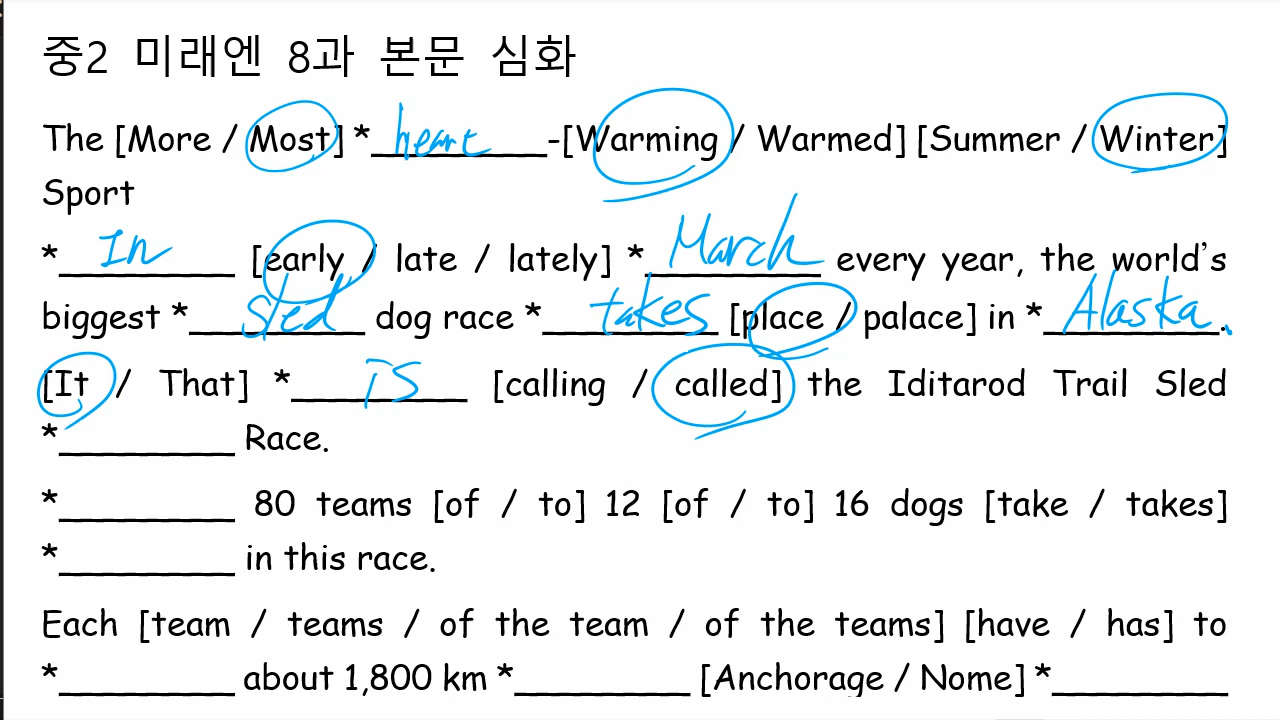 중2 미래엔 8과 본문 심화
The [More / Most] *heart-[Warming / Warmed] [Summer / Winter]
Sport
*In [early / late / lately] *March every year, the world's
biggest *sled dog race *takes [place / palace] in *Alaska.
[It / That] *is [calling / called] the Iditarod Trail Sled
*________ Race.
*________ 80 teams [of / to] 12 [of / to] 16 dogs [take / takes]
*________ in this race.
Each [team / teams / of the team / of the teams] [have / has] to
*________ about 1,800 km *________ [Anchorage / Nome] *________